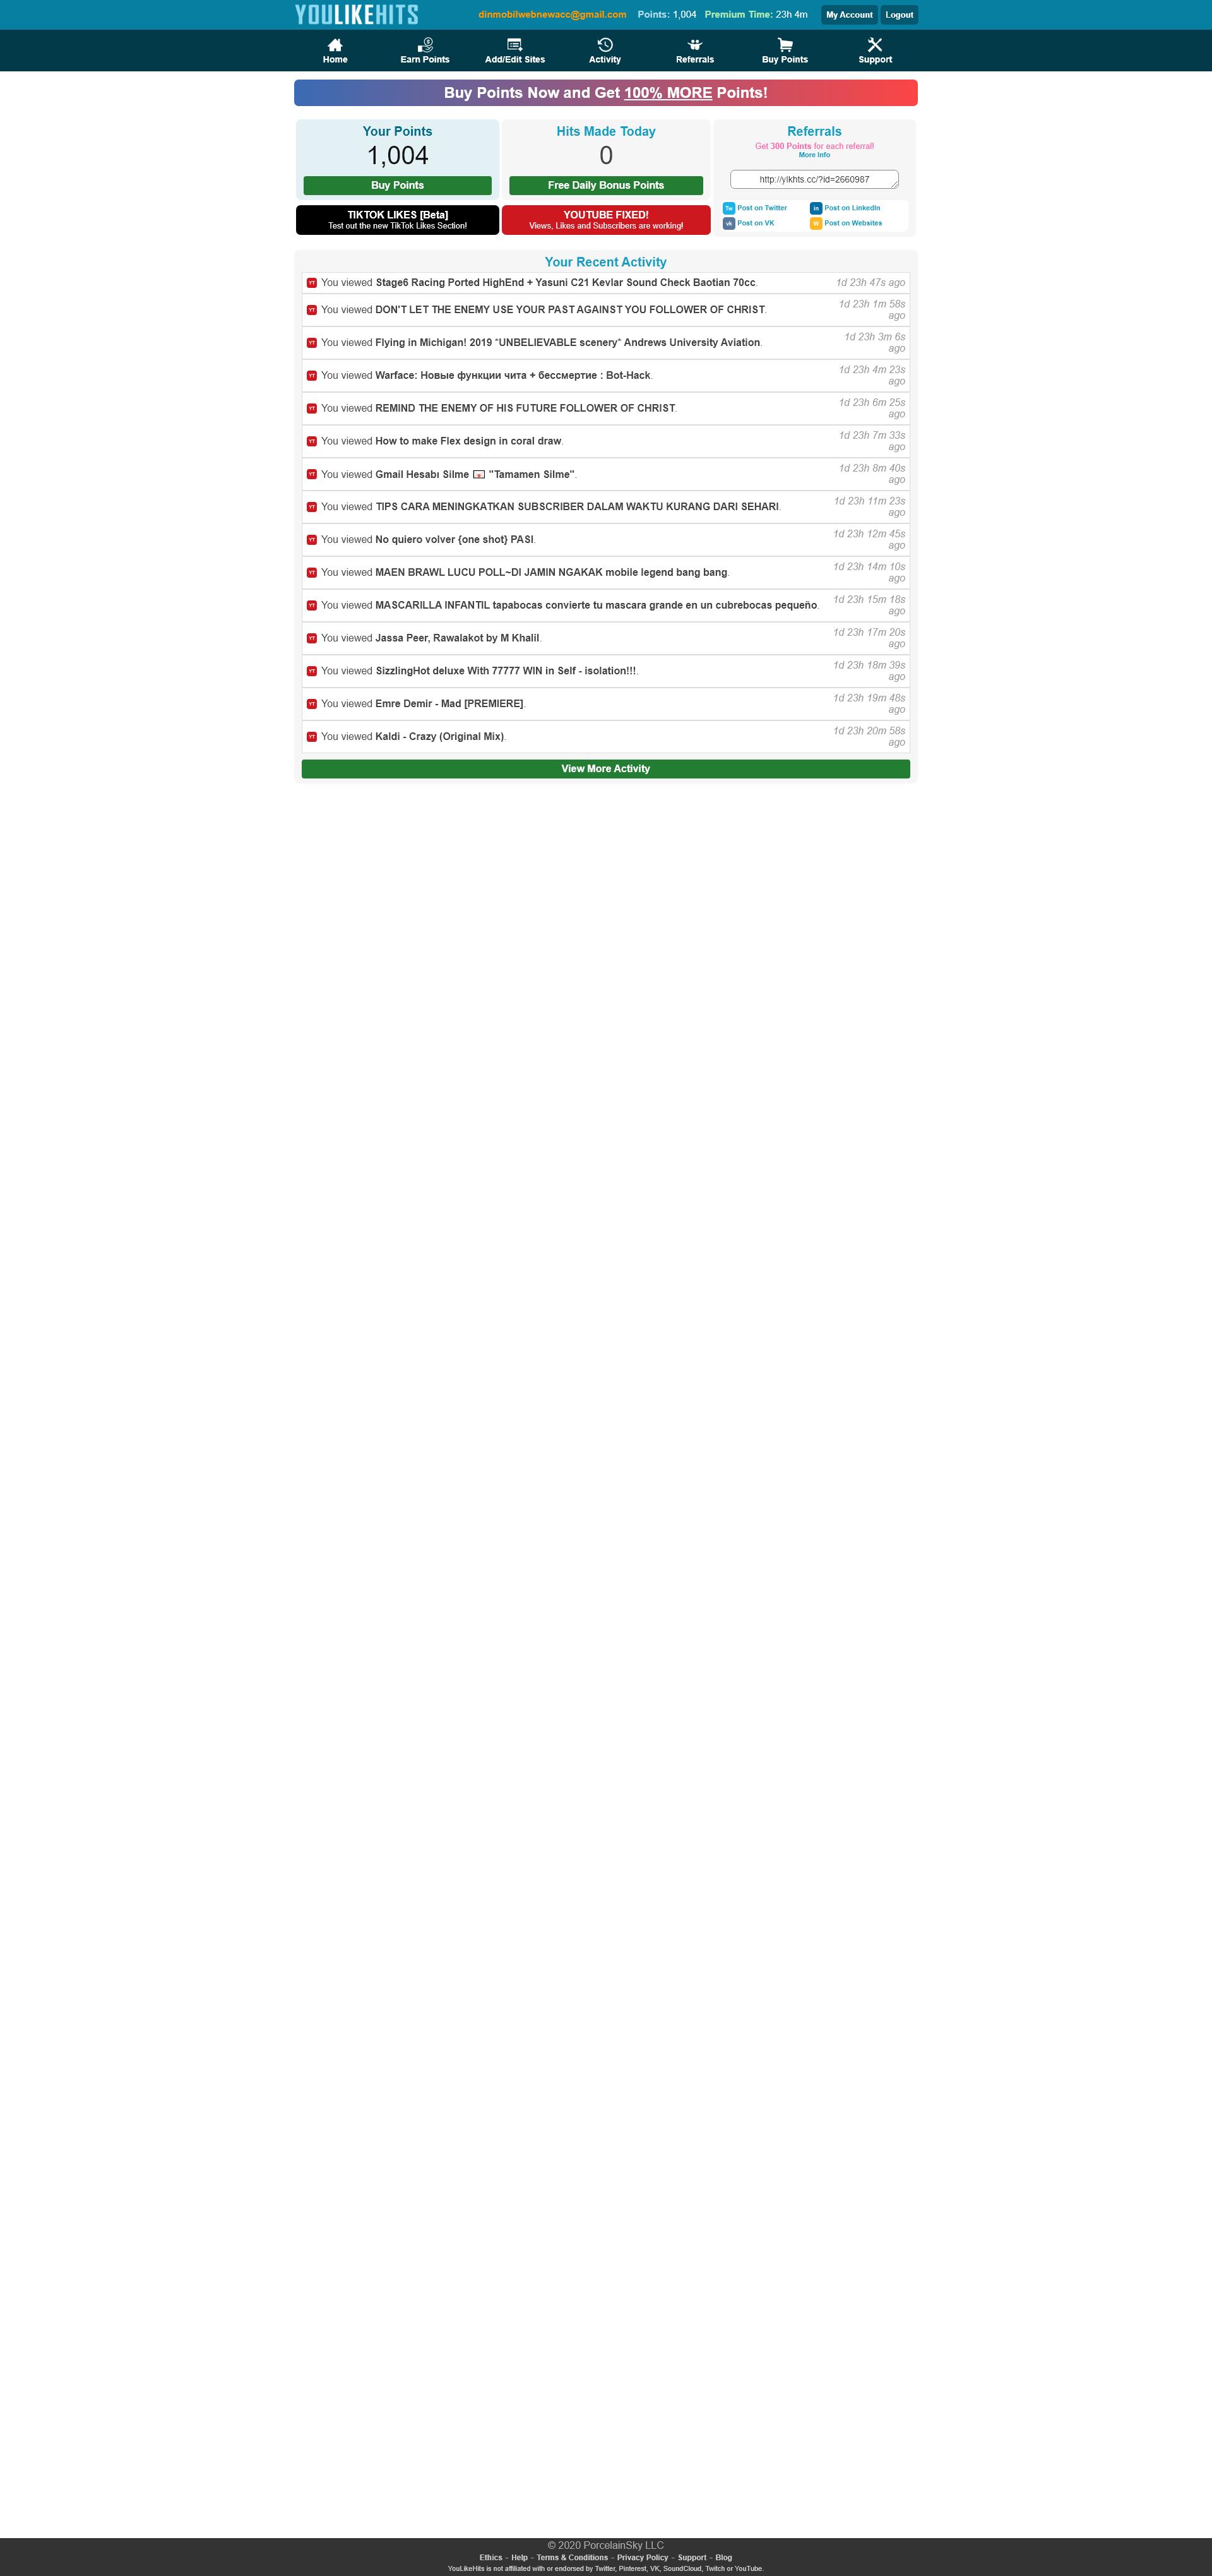 YOULIKEHITS
dinmobilwebnewacc@gmail.com Points: 1,004 Premium Time: 23h 4m My Account Logout
Home Earn Points Add/Edit Sites Activity Referrals Buy Points Support
Buy Points Now and Get 100% MORE Points!
Your Points
1,004
Buy Points
Hits Made Today
0
Free Daily Bonus Points
Referrals
Get 300 Points for each referral!
More Info
http://ylkhts.cc/?id=2660987
Tw Post on Twitter in Post on LinkedIn
vk Post on VK W Post on Websites
TIKTOK LIKES [Beta]
Test out the new TikTok Likes Section!
YOUTUBE FIXED!
Views, Likes and Subscribers are working!
Your Recent Activity
YT You viewed Stage6 Racing Ported HighEnd + Yasuni C21 Kevlar Sound Check Baotian 70cc. 1d 23h 47s ago
YT You viewed DON'T LET THE ENEMY USE YOUR PAST AGAINST YOU FOLLOWER OF CHRIST. 1d 23h 1m 58s
ago
YT You viewed Flying in Michigan! 2019 *UNBELIEVABLE scenery* Andrews University Aviation. 1d 23h 3m 6s
ago
YT You viewed Warface: Новые функции чита + бессмертие : Bot-Hack. 1d 23h 4m 23s
ago
YT You viewed REMIND THE ENEMY OF HIS FUTURE FOLLOWER OF CHRIST. 1d 23h 6m 25s
ago
YT You viewed How to make Flex design in coral draw. 1d 23h 7m 33s
ago
YT You viewed Gmail Hesabı Silme "Tamamen Silme". 1d 23h 8m 40s
ago
YT You viewed TIPS CARA MENINGKATKAN SUBSCRIBER DALAM WAKTU KURANG DARI SEHARI. 1d 23h 11m 23s
ago
YT You viewed No quiero volver {one shot} PASI. 1d 23h 12m 45s
ago
YT You viewed MAEN BRAWL LUCU POLL~DI JAMIN NGAKAK mobile legend bang bang. 1d 23h 14m 10s
ago
YT You viewed MASCARILLA INFANTIL tapabocas convierte tu mascara grande en un cubrebocas pequeño. 1d 23h 15m 18s
ago
YT You viewed Jassa Peer, Rawalakot by M Khalil. 1d 23h 17m 20s
ago
YT You viewed SizzlingHot deluxe With 77777 WIN in Self - isolation!!!. 1d 23h 18m 39s
ago
YT You viewed Emre Demir - Mad [PREMIERE]. 1d 23h 19m 48s
ago
YT You viewed Kaldi - Crazy (Original Mix). 1d 23h 20m 58s
ago
View More Activity
© 2020 PorcelainSky LLC
Ethics - Help - Terms & Conditions - Privacy Policy - Support - Blog
YouLikeHits is not affiliated with or endorsed by Twitter, Pinterest, VK, SoundCloud, Twitch or YouTube.